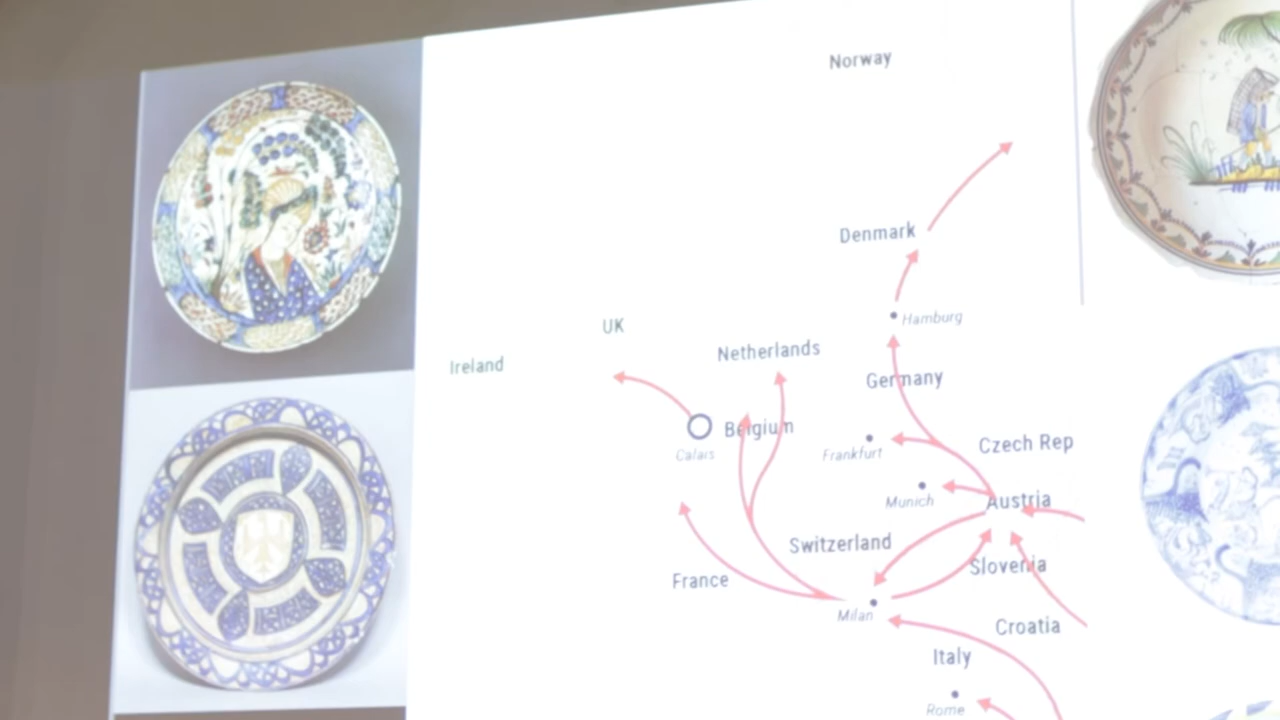 Norway
Denmark
Hamburg
UK
Netherlands
Ireland
Germany
Belgium
Calais
Frankfurt
Czech Rep
Munich
Austria
Switzerland
Slovenia
France
Milan
Croatia
Italy
Rome